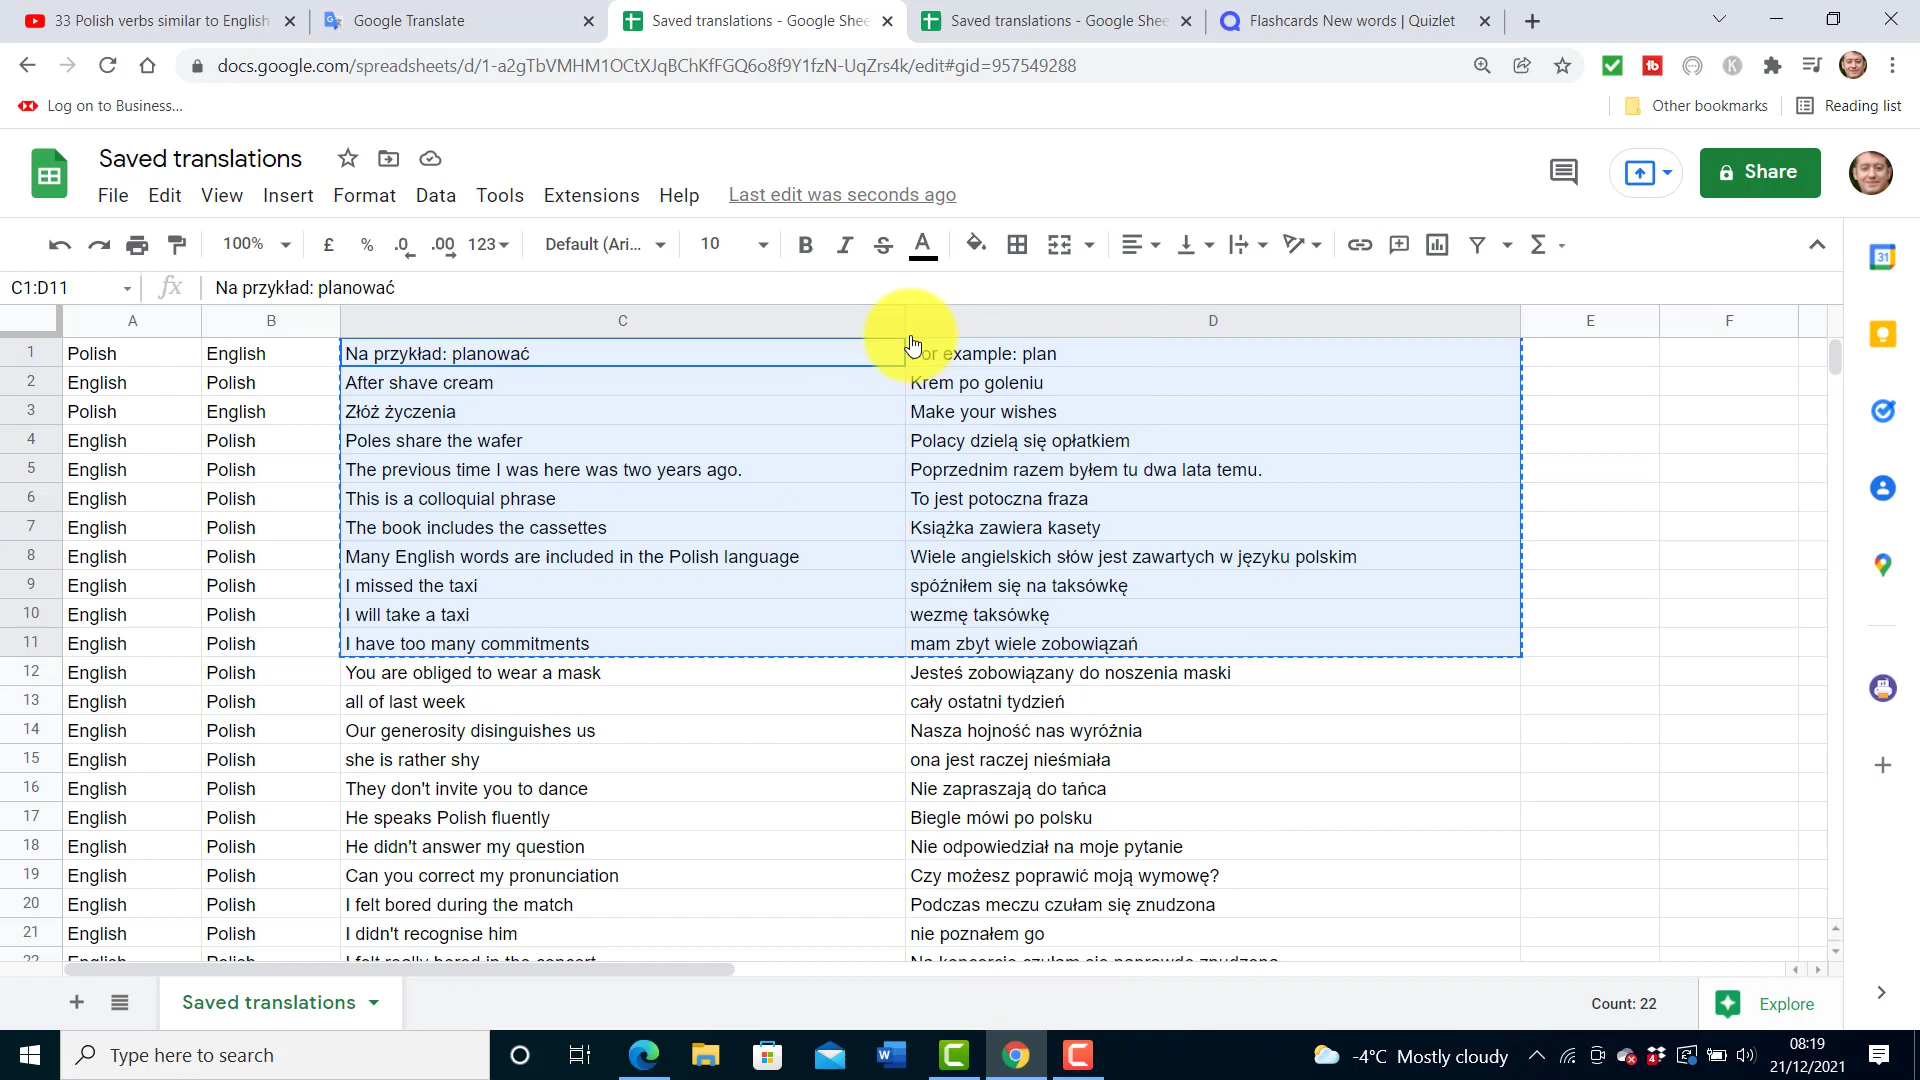 33 Polish verbs similar to English
Google Translate
Saved translations - Google Shee
Saved translations - Google Shee
Flashcards New words | Quizlet
docs.google.com/spreadsheets/d/1-a2gTbVMHM1OCtXJqBChKfFGQ6o8f9Y1fzN-UqZrs4k/edit#gid=957549288
Log on to Business...
Other bookmarks
Reading list
Saved translations
Share
File Edit View Insert Format Data Tools Extensions Help Last edit was seconds ago
100% £ % .0 .00 123 Default (Ari... 10 B I S A Σ
C1:D11 fx Na przykład: planować
A B C D E F
1 Polish English Na przykład: planować or example: plan
2 English Polish After shave cream Krem po goleniu
3 Polish English Złóż życzenia Make your wishes
4 English Polish Poles share the wafer Polacy dzielą się opłatkiem
5 English Polish The previous time I was here was two years ago. Poprzednim razem byłem tu dwa lata temu.
6 English Polish This is a colloquial phrase To jest potoczna fraza
7 English Polish The book includes the cassettes Książka zawiera kasety
8 English Polish Many English words are included in the Polish language Wiele angielskich słów jest zawartych w języku polskim
9 English Polish I missed the taxi spóźniłem się na taksówkę
10 English Polish I will take a taxi wezmę taksówkę
11 English Polish I have too many commitments mam zbyt wiele zobowiązań
12 English Polish You are obliged to wear a mask Jesteś zobowiązany do noszenia maski
13 English Polish all of last week cały ostatni tydzień
14 English Polish Our generosity disinguishes us Nasza hojność nas wyróżnia
15 English Polish she is rather shy ona jest raczej nieśmiała
16 English Polish They don't invite you to dance Nie zapraszają do tańca
17 English Polish He speaks Polish fluently Biegle mówi po polsku
18 English Polish He didn't answer my question Nie odpowiedział na moje pytanie
19 English Polish Can you correct my pronunciation Czy możesz poprawić moją wymowę?
20 English Polish I felt bored during the match Podczas meczu czułam się znudzona
21 English Polish I didn't recognise him nie poznałem go
22 English Polish I felt really bored in the concert Na koncercie czułam się naprawdę znudzona
Saved translations
Count: 22
Explore
Type here to search
-4°C Mostly cloudy
08:19
21/12/2021